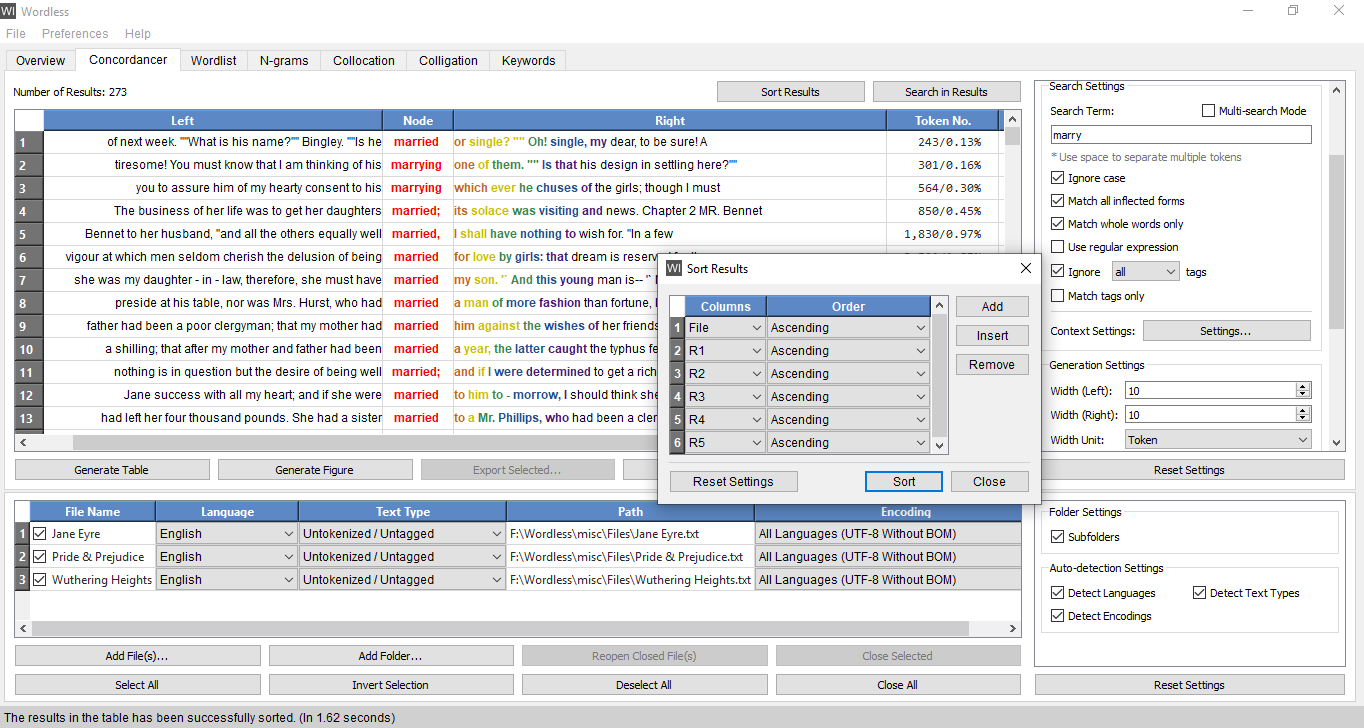 WI Wordless
File Preferences Help
Overview Concordancer Wordlist N-grams Collocation Colligation Keywords
Number of Results: 273 Sort Results Search in Results
Left Node Right Token No.
1 of next week. ""What is his name?"" Bingley. ""Is he married or single? "" Oh! single, my dear, to be sure! A 243/0.13%
2 tiresome! You must know that I am thinking of his marrying one of them. "" Is that his design in settling here?"" 301/0.16%
3 you to assure him of my hearty consent to his marrying which ever he chuses of the girls; though I must 564/0.30%
4 The business of her life was to get her daughters married; its solace was visiting and news. Chapter 2 MR. Bennet 850/0.45%
5 Bennet to her husband, "and all the others equally well married, I shall have nothing to wish for. "In a few 1,830/0.97%
6 vigour at which men seldom cherish the delusion of being married for love by girls: that dream is
7 she was my daughter - in - law, therefore, she must have married my son. '` And this young man is-- '`
8 preside at his table, nor was Mrs. Hurst, who had married a man of more fashion than fortune,
9 father had been a poor clergyman; that my mother had married him against the wishes of her friends
10 a shilling; that after my mother and father had been married a year, the latter caught the typhus
11 nothing is in question but the desire of being well married; and if I were determined to get a rich
12 Jane success with all my heart; and if she were married to him to - morrow, I should think
13 had left her four thousand pounds. She had a sister married to a Mr. Phillips, who had been a
Generate Table Generate Figure Export Selected...
Search Settings
Search Term: Multi-search Mode
marry
* Use space to separate multiple tokens
Ignore case
Match all inflected forms
Match whole words only
Use regular expression
Ignore all tags
Match tags only
Context Settings: Settings...
Generation Settings
Width (Left): 10
Width (Right): 10
Width Unit: Token
Reset Settings
WI Sort Results
Columns Order Add
1 File Ascending
2 R1 Ascending Insert
3 R2 Ascending Remove
4 R3 Ascending
5 R4 Ascending
6 R5 Ascending
Reset Settings Sort Close
File Name Language Text Type Path Encoding
1 Jane Eyre English Untokenized / Untagged F:\Wordless\misc\Files\Jane Eyre.txt All Languages (UTF-8 Without BOM)
2 Pride & Prejudice English Untokenized / Untagged F:\Wordless\misc\Files\Pride & Prejudice.txt All Languages (UTF-8 Without BOM)
3 Wuthering Heights English Untokenized / Untagged F:\Wordless\misc\Files\Wuthering Heights.txt All Languages (UTF-8 Without BOM)
Add File(s)... Add Folder... Reopen Closed File(s) Close Selected
Select All Invert Selection Deselect All Close All
Folder Settings
Subfolders
Auto-detection Settings
Detect Languages Detect Text Types
Detect Encodings
Reset Settings
The results in the table has been successfully sorted. (In 1.62 seconds)